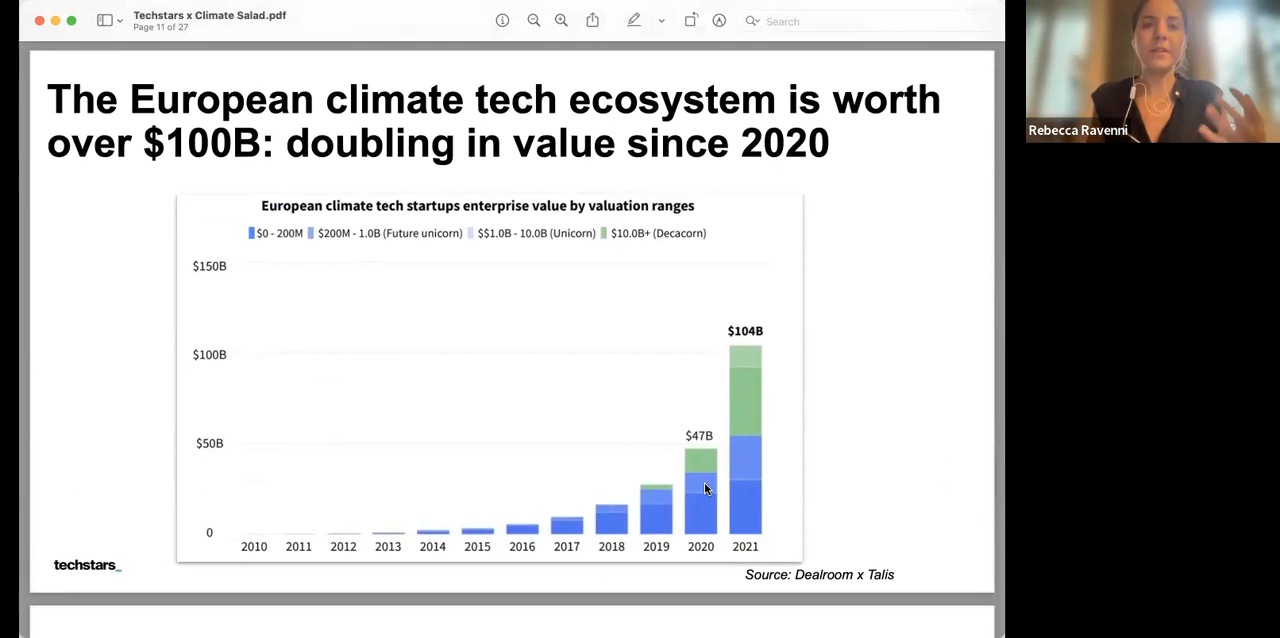 Techstars x Climate Salad.pdf
Page 11 of 27
Search
The European climate tech ecosystem is worth
over $100B: doubling in value since 2020
European climate tech startups enterprise value by valuation ranges
$0 - 200M $200M - 1.0B (Future unicorn) $$1.0B - 10.0B (Unicorn) $10.0B+ (Decacorn)
$150B
$104B
$100B
$47B
$50B
0
2010 2011 2012 2013 2014 2015 2016 2017 2018 2019 2020 2021
techstars_
Source: Dealroom x Talis
Rebecca Ravenni